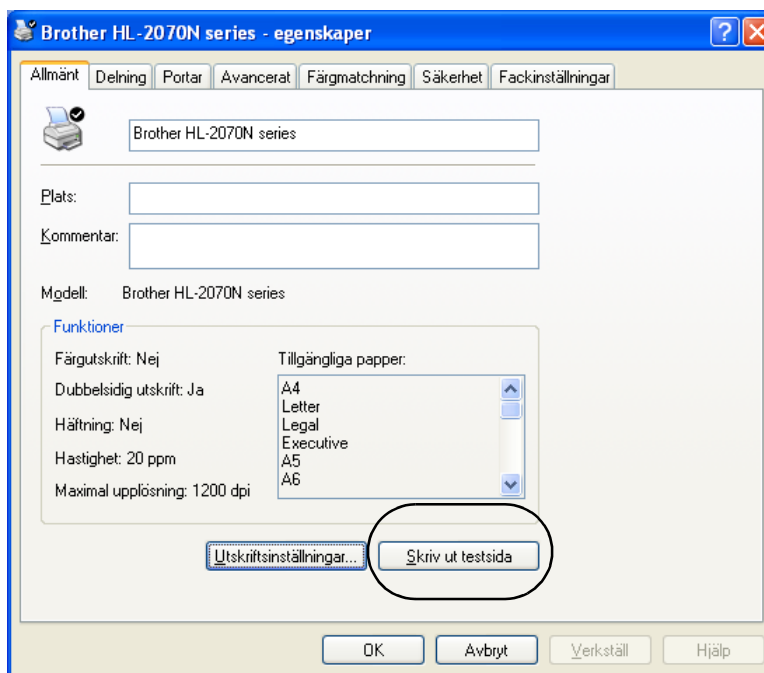 Brother HL-2070N series - egenskaper
Allmänt Delning Portar Avancerat Färgmatchning Säkerhet Fackinställningar
Brother HL-2070N series
Plats:
Kommentar:
Modell: Brother HL-2070N series
Funktioner
Färgutskrift: Nej
Dubbelsidig utskrift: Ja
Häftning: Nej
Hastighet: 20 ppm
Maximal upplösning: 1200 dpi
Tillgängliga papper:
A4
Letter
Legal
Executive
A5
A6
Utskriftsinställningar... Skriv ut testsida
OK Avbryt Verkställ Hjälp